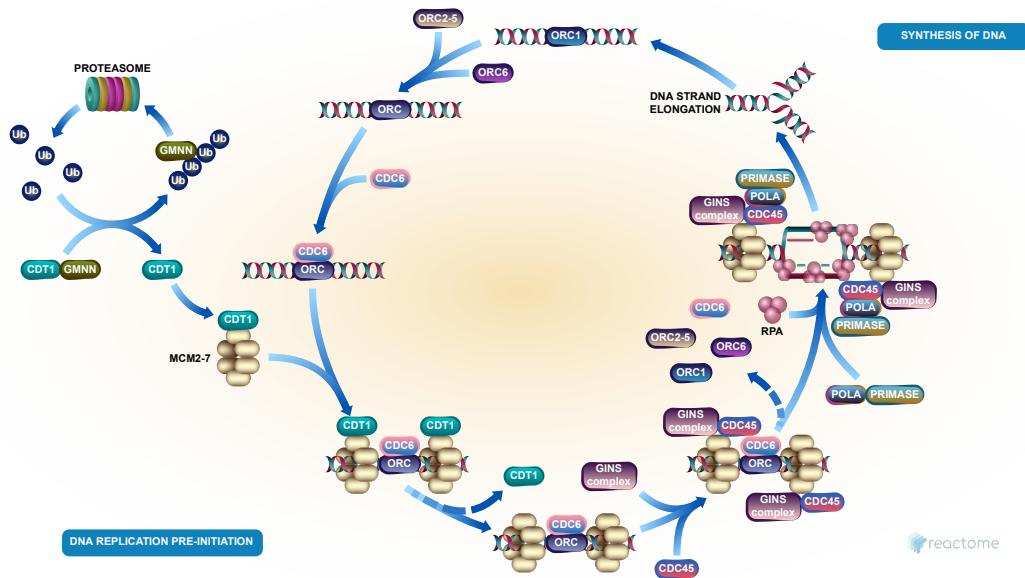 ORC2-5
ORC1
SYNTHESIS OF DNA
PROTEASOME
ORC6
DNA STRAND
ELONGATION
ORC
Ub
Ub
Ub
Ub
GMNN
Ub
Ub
Ub
Ub
CDC6
PRIMASE
POLA
GINS
complex
CDC45
CDC6
ORC
CDT1
GMNN
CDT1
CDC45
GINS
complex
POLA
PRIMASE
CDC6
RPA
CDT1
MCM2-7
ORC2-5
ORC6
ORC1
POLA
PRIMASE
CDT1
CDT1
CDC6
ORC
GINS
complex
CDC45
CDC6
ORC
GINS
complex
CDC45
CDT1
GINS
complex
CDC6
ORC
CDC45
DNA REPLICATION PRE-INITIATION
reactome